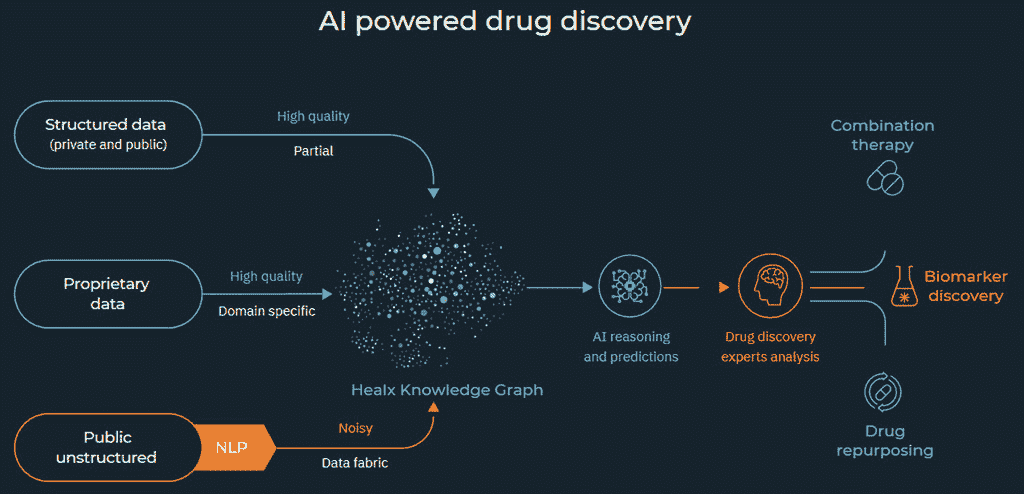 AI powered drug discovery
Structured data
(private and public)
High quality
Partial
Proprietary
data
High quality
Domain specific
Public
unstructured
NLP
Noisy
Data fabric
Healx Knowledge Graph
AI reasoning
and predictions
Drug discovery
experts analysis
Combination
therapy
Biomarker
discovery
Drug
repurposing